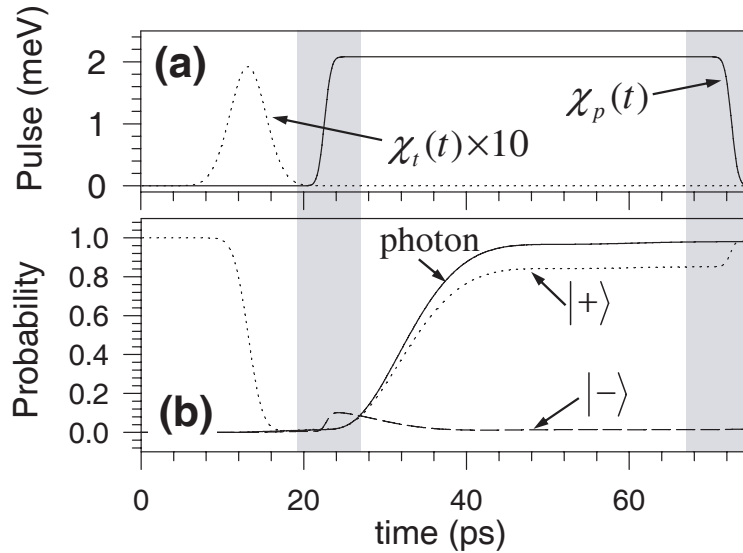 (a)
Pulse (meV)
2
1
0
χt(t)×10
χp(t)
(b)
Probability
1.0
0.8
0.6
0.4
0.2
0.0
photon
|+⟩
|−⟩
0 20 40 60
time (ps)